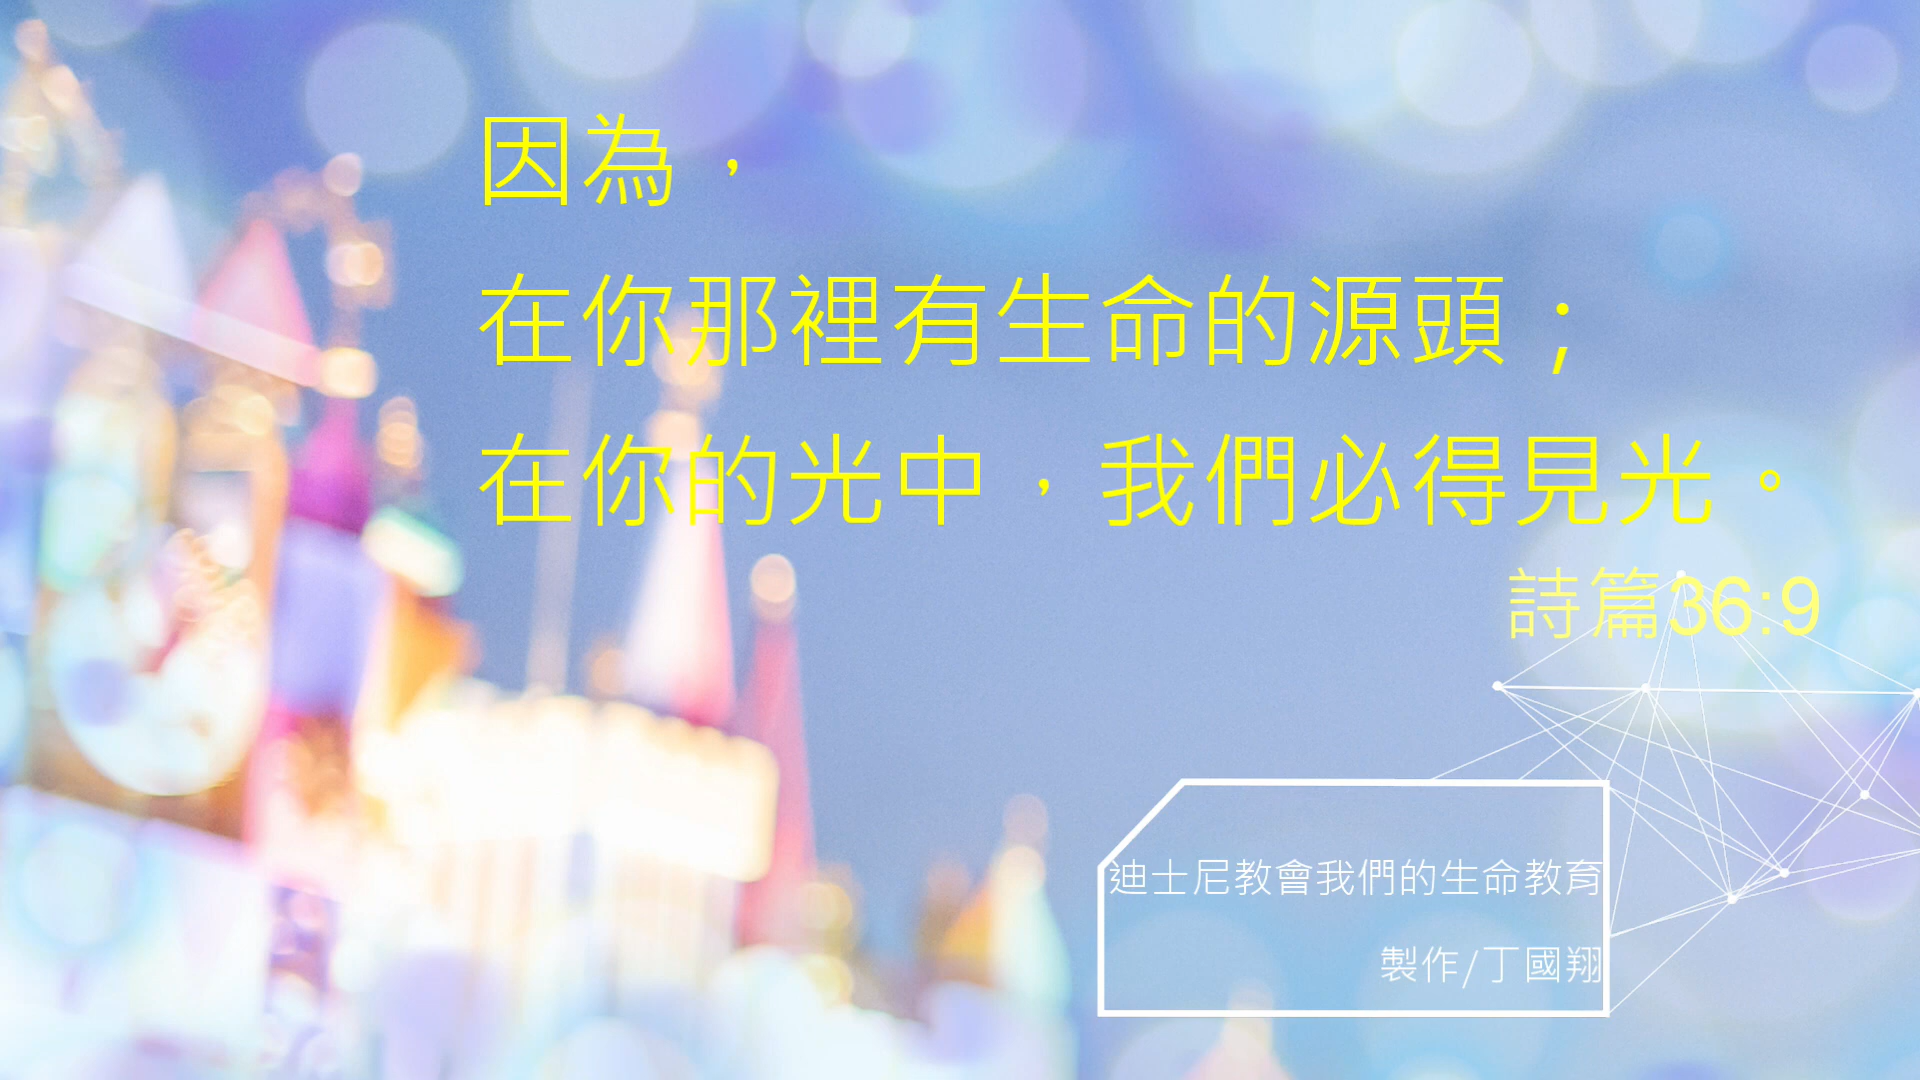 因為，
在你那裡有生命的源頭；
在你的光中，我們必得見光。
詩篇36:9
迪士尼教會我們的生命教育
製作/丁國翔